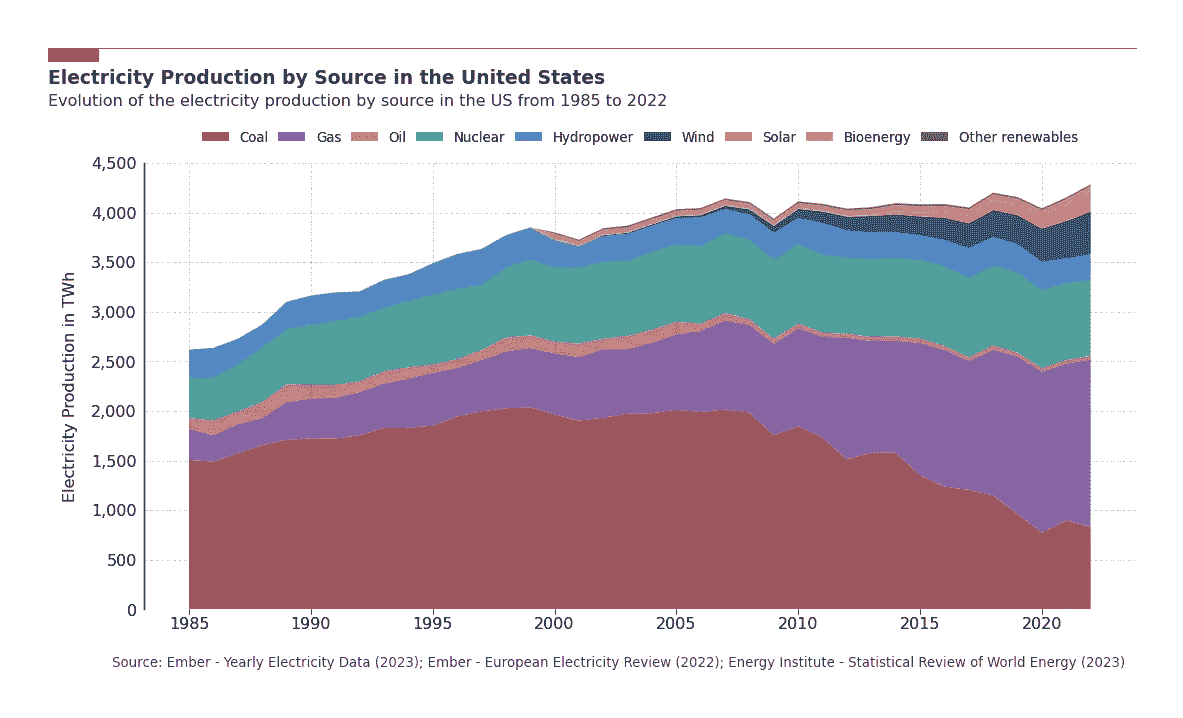 Electricity Production by Source in the United States
Evolution of the electricity production by source in the US from 1985 to 2022
Coal Gas Oil Nuclear Hydropower Wind Solar Bioenergy Other renewables
4,500
4,000
3,500
3,000
2,500
2,000
1,500
1,000
500
0
Electricity Production in TWh
1985 1990 1995 2000 2005 2010 2015 2020
Source: Ember - Yearly Electricity Data (2023); Ember - European Electricity Review (2022); Energy Institute - Statistical Review of World Energy (2023)